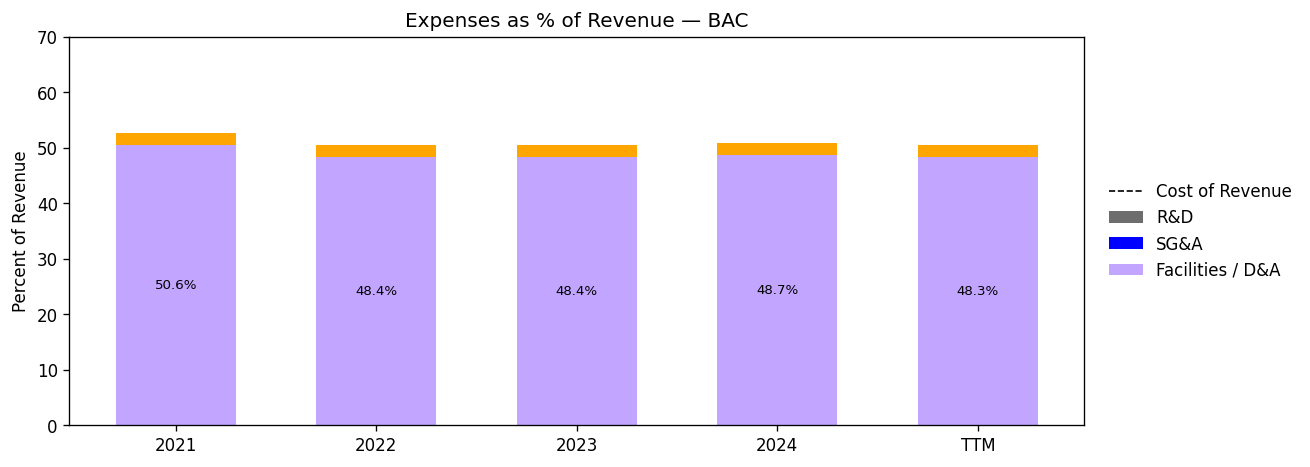 Expenses as % of Revenue — BAC
Percent of Revenue
70
60
50
40
30
20
10
0
50.6%
48.4%
48.4%
48.7%
48.3%
2021
2022
2023
2024
TTM
Cost of Revenue
R&D
SG&A
Facilities / D&A